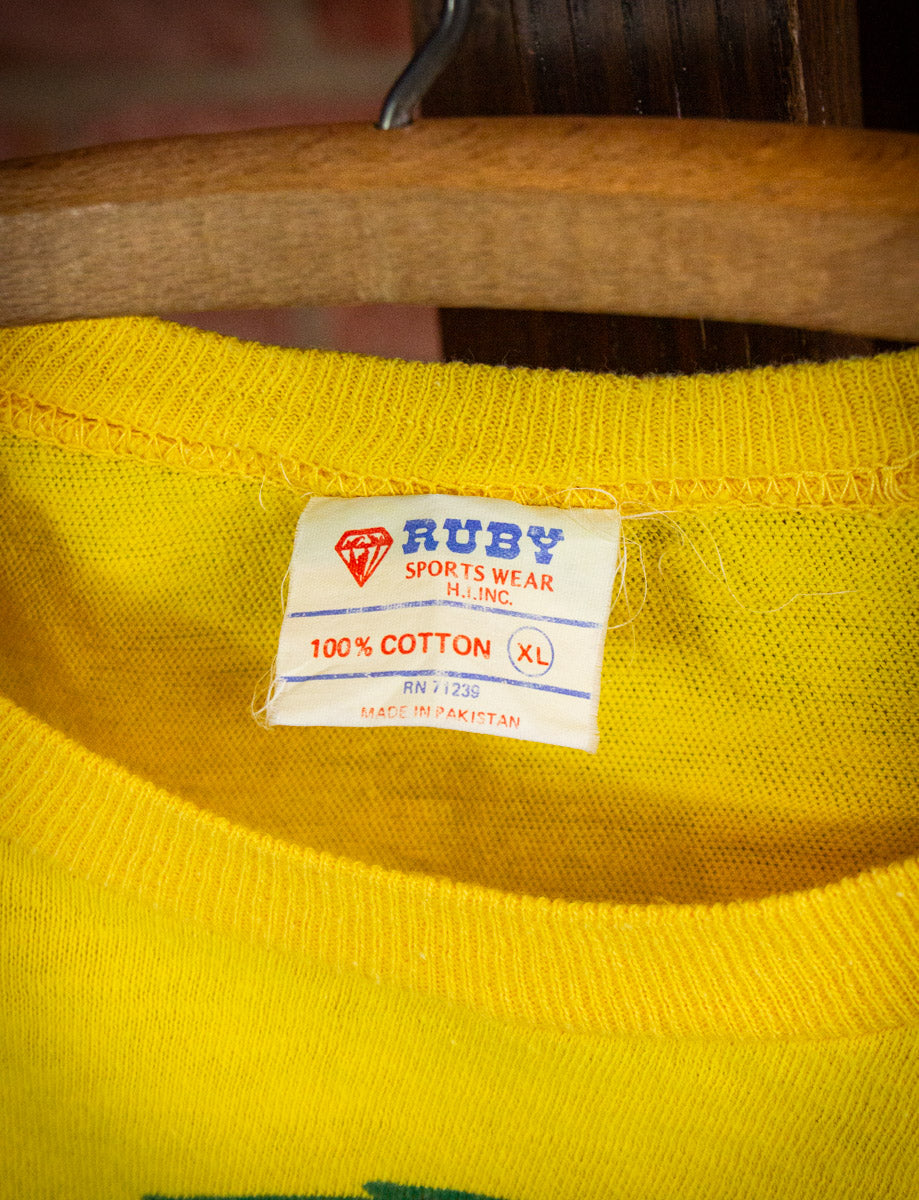 RUBY
SPORTS WEAR
H.I.INC.
100% COTTON XL
RN 71239
MADE IN PAKISTAN